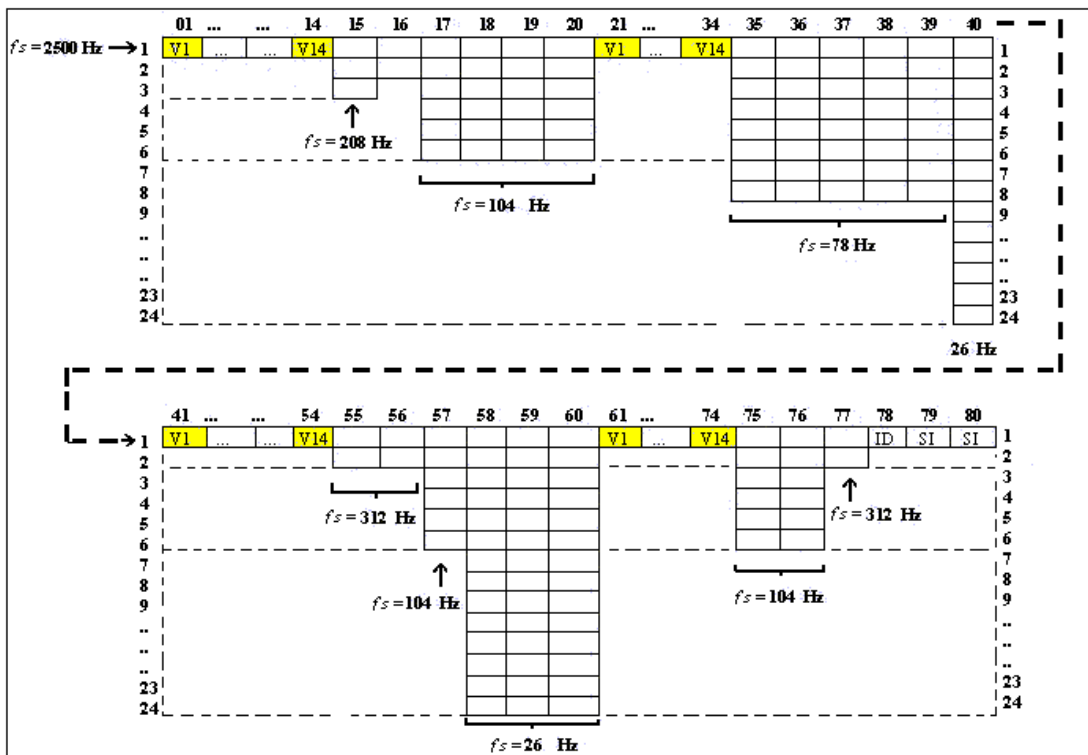 01 ... ... 14 15 16 17 18 19 20 21 ... 34 35 36 37 38 39 40
fs = 2500 Hz 1 V1 ... ... V14 V1 ... V14 1
2 2
3 3
4 4
5 5
fs = 208 Hz
6 6
7 7
8 8
fs = 104 Hz
9 9
.. ..
fs = 78 Hz
.. ..
.. ..
23 23
24 24
26 Hz
41 ... ... 54 55 56 57 58 59 60 61 ... 74 75 76 77 78 79 80
1 V1 ... .... V14 V1 ... V14 ID SI SI 1
2 2
3 3
4 4
fs = 312 Hz fs = 312 Hz
5 5
6 6
7 7
8 8
fs = 104 Hz fs = 104 Hz
9 9
.. ..
.. ..
.. ..
23 23
24 24
fs = 26 Hz